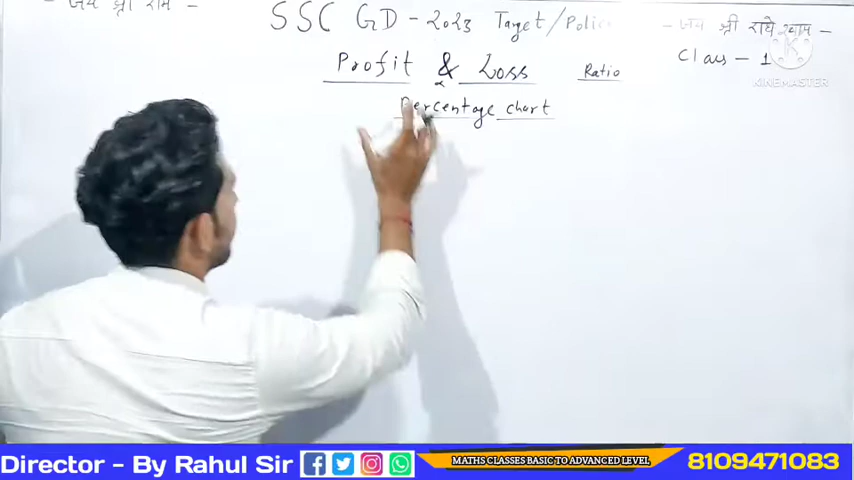 - जय श्री राम -
SSC GD - 2023 Target/Police
- जय श्री राधे श्याम -
Class - 1
Profit & Loss
Ratio
Percentage chart
KINEMASTER
Director - By Rahul Sir
MATHS CLASSES BASIC TO ADVANCED LEVEL
8109471083